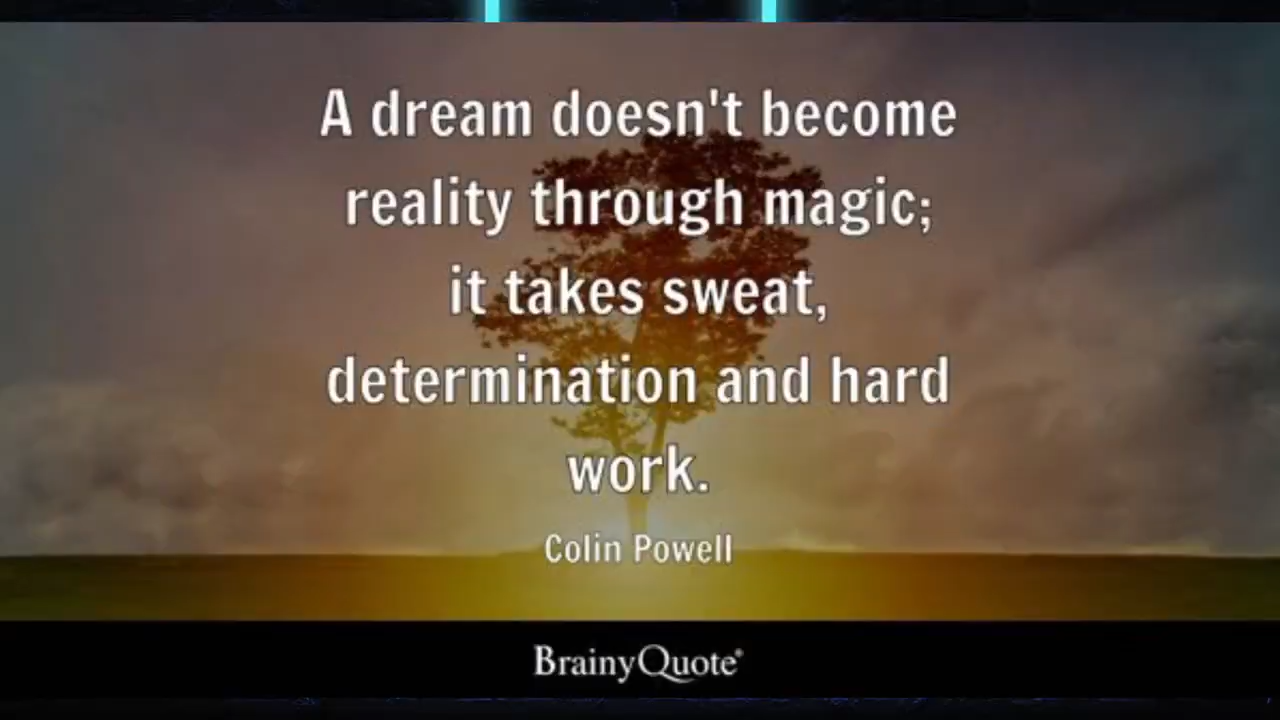 A dream doesn't become
reality through magic;
it takes sweat,
determination and hard
work.
Colin Powell
BrainyQuote®